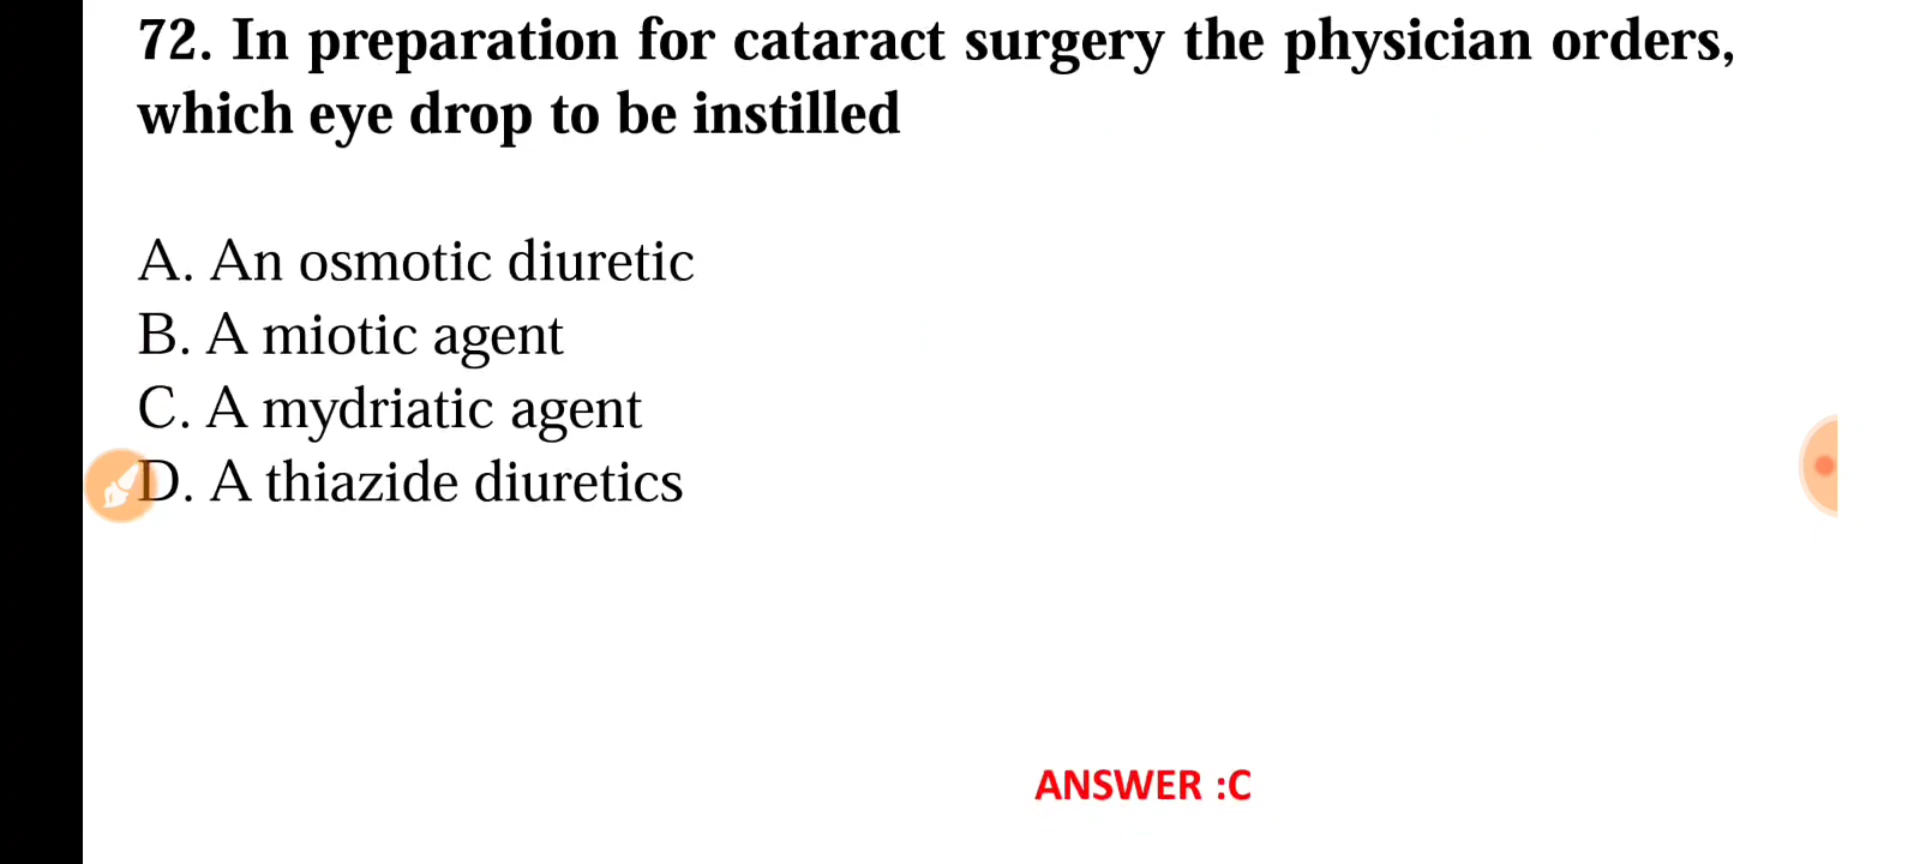 72. In preparation for cataract surgery the physician orders,
which eye drop to be instilled
A. An osmotic diuretic
B. A miotic agent
C. A mydriatic agent
D. A thiazide diuretics
ANSWER :C